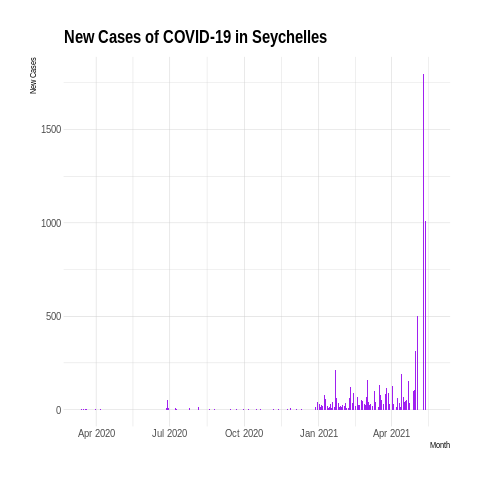 New Cases of COVID-19 in Seychelles
New Cases
1500
1000
500
0
Apr 2020 Jul 2020 Oct 2020 Jan 2021 Apr 2021
Month